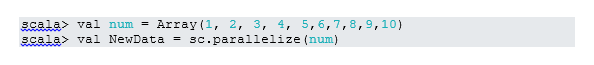 scala> val num = Array(1, 2, 3, 4, 5,6,7,8,9,10)
scala> val NewData = sc.parallelize(num)